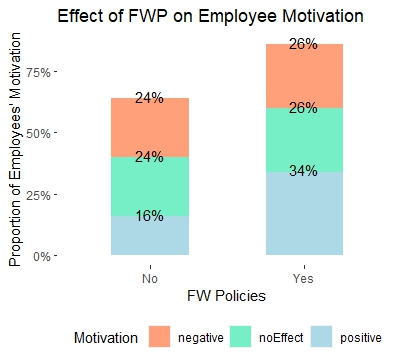 Effect of FWP on Employee Motivation
Proportion of Employees' Motivation
75%
50%
25%
0%
24%
24%
16%
26%
26%
34%
No
Yes
FW Policies
Motivation negative noEffect positive